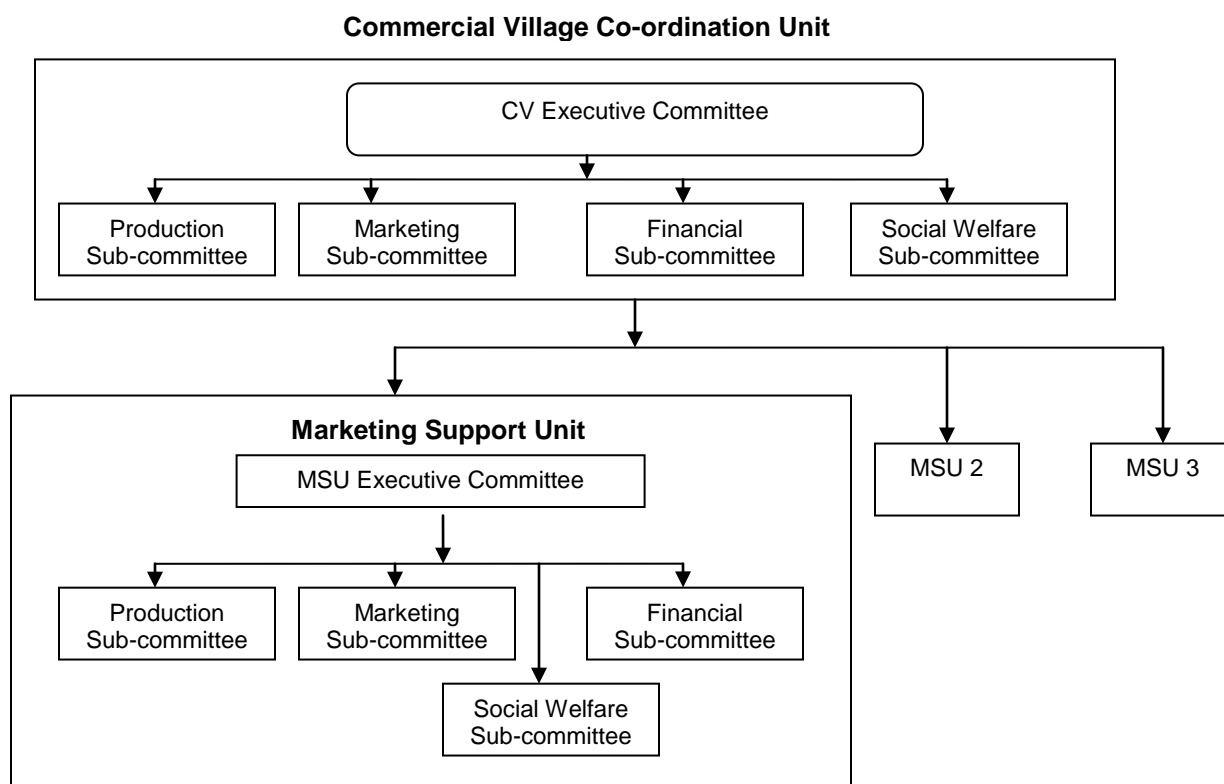 Commercial Village Co-ordination Unit
CV Executive Committee
Production
Sub-committee
Marketing
Sub-committee
Financial
Sub-committee
Social Welfare
Sub-committee
Marketing Support Unit
MSU Executive Committee
MSU 2
MSU 3
Production
Sub-committee
Marketing
Sub-committee
Financial
Sub-committee
Social Welfare
Sub-committee